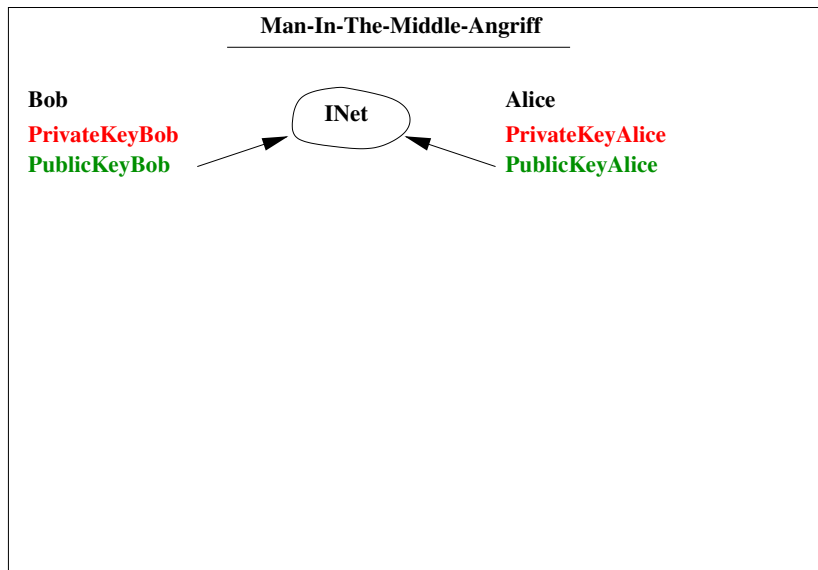 Man-In-The-Middle-Angriff
Bob
PrivateKeyBob
PublicKeyBob
INet
Alice
PrivateKeyAlice
PublicKeyAlice